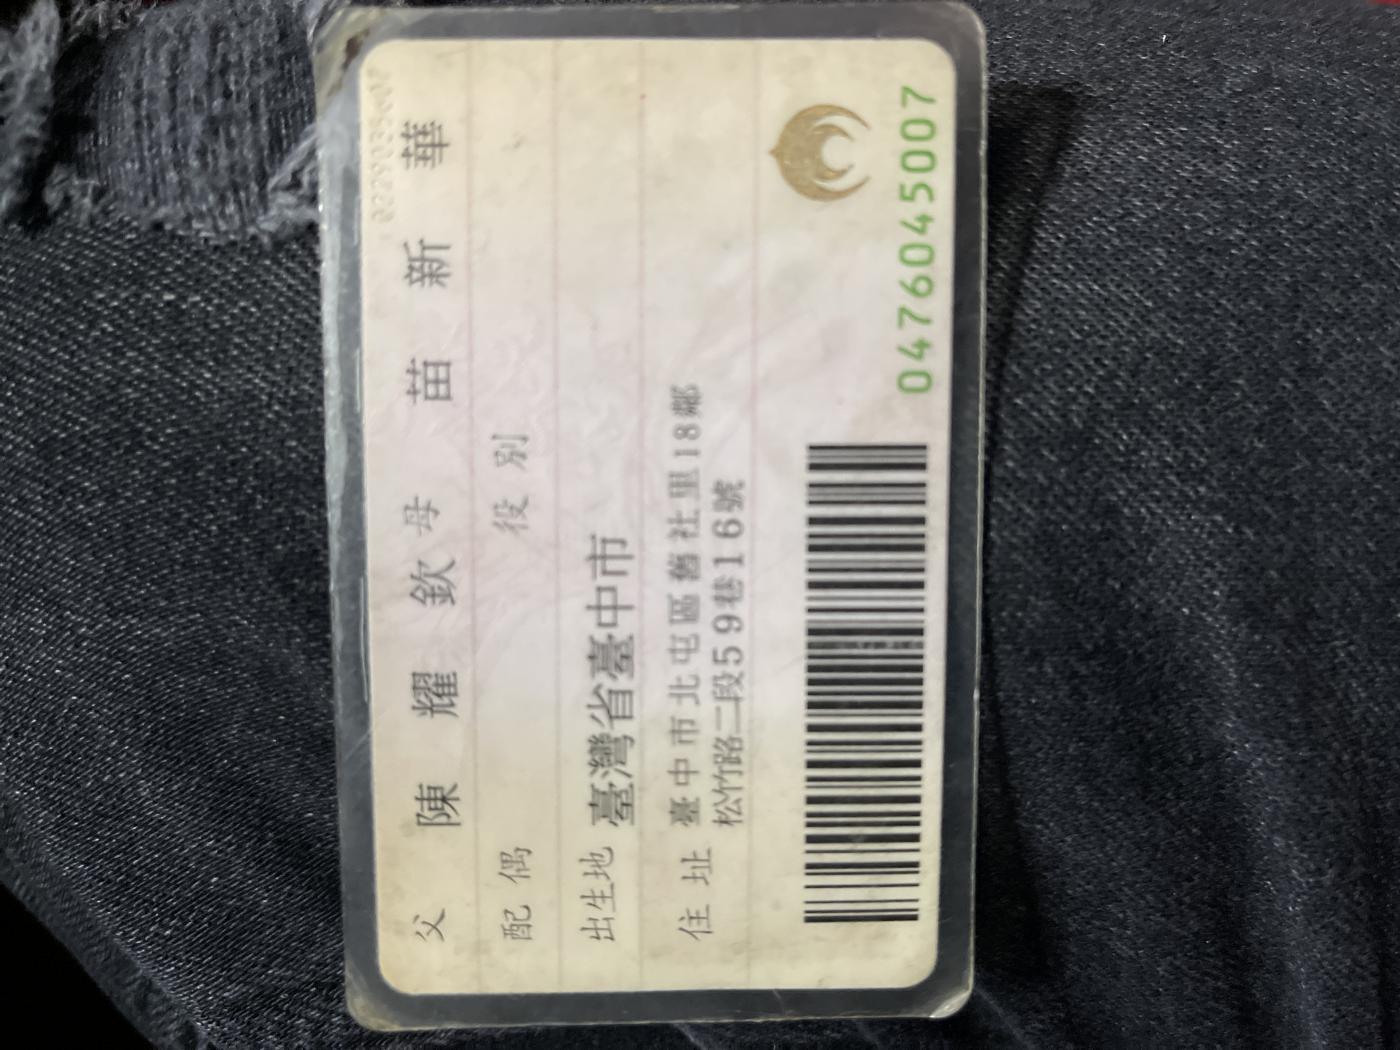 父 陳耀欽 母 苗新華
配偶 役別
出生地 臺灣省臺中市
住址 臺中市北屯區舊社里18鄰
松竹路二段59巷116號
0476045007